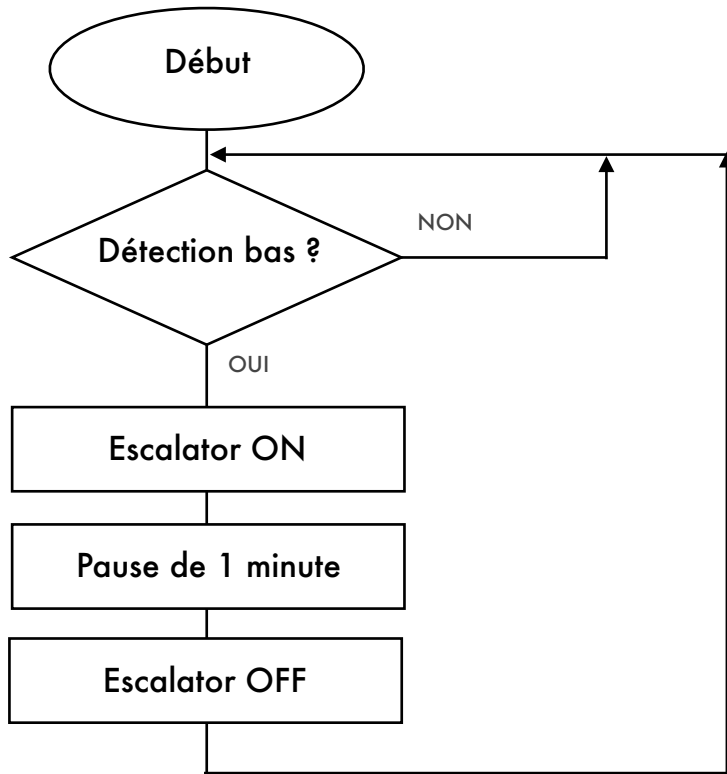 Début
Détection bas ?
NON
OUI
Escalator ON
Pause de 1 minute
Escalator OFF